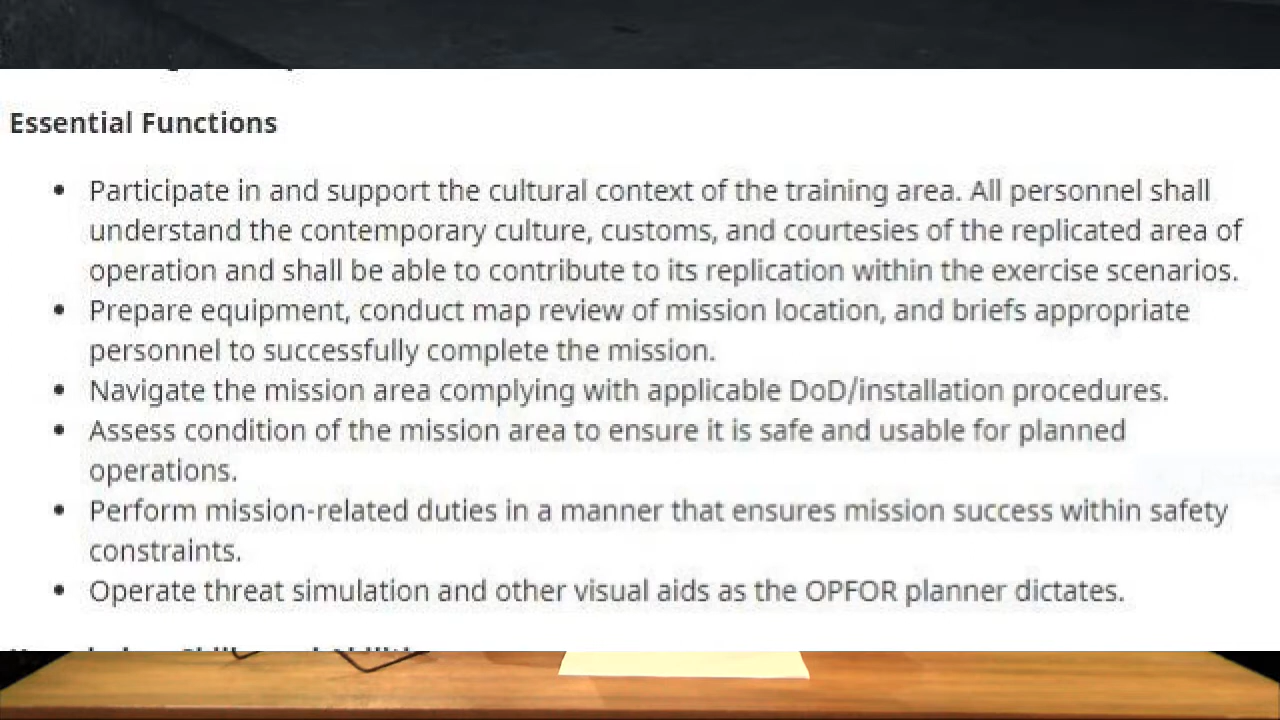 Essential Functions
• Participate in and support the cultural context of the training area. All personnel shall
understand the contemporary culture, customs, and courtesies of the replicated area of
operation and shall be able to contribute to its replication within the exercise scenarios.
• Prepare equipment, conduct map review of mission location, and briefs appropriate
personnel to successfully complete the mission.
• Navigate the mission area complying with applicable DoD/installation procedures.
• Assess condition of the mission area to ensure it is safe and usable for planned
operations.
• Perform mission-related duties in a manner that ensures mission success within safety
constraints.
• Operate threat simulation and other visual aids as the OPFOR planner dictates.